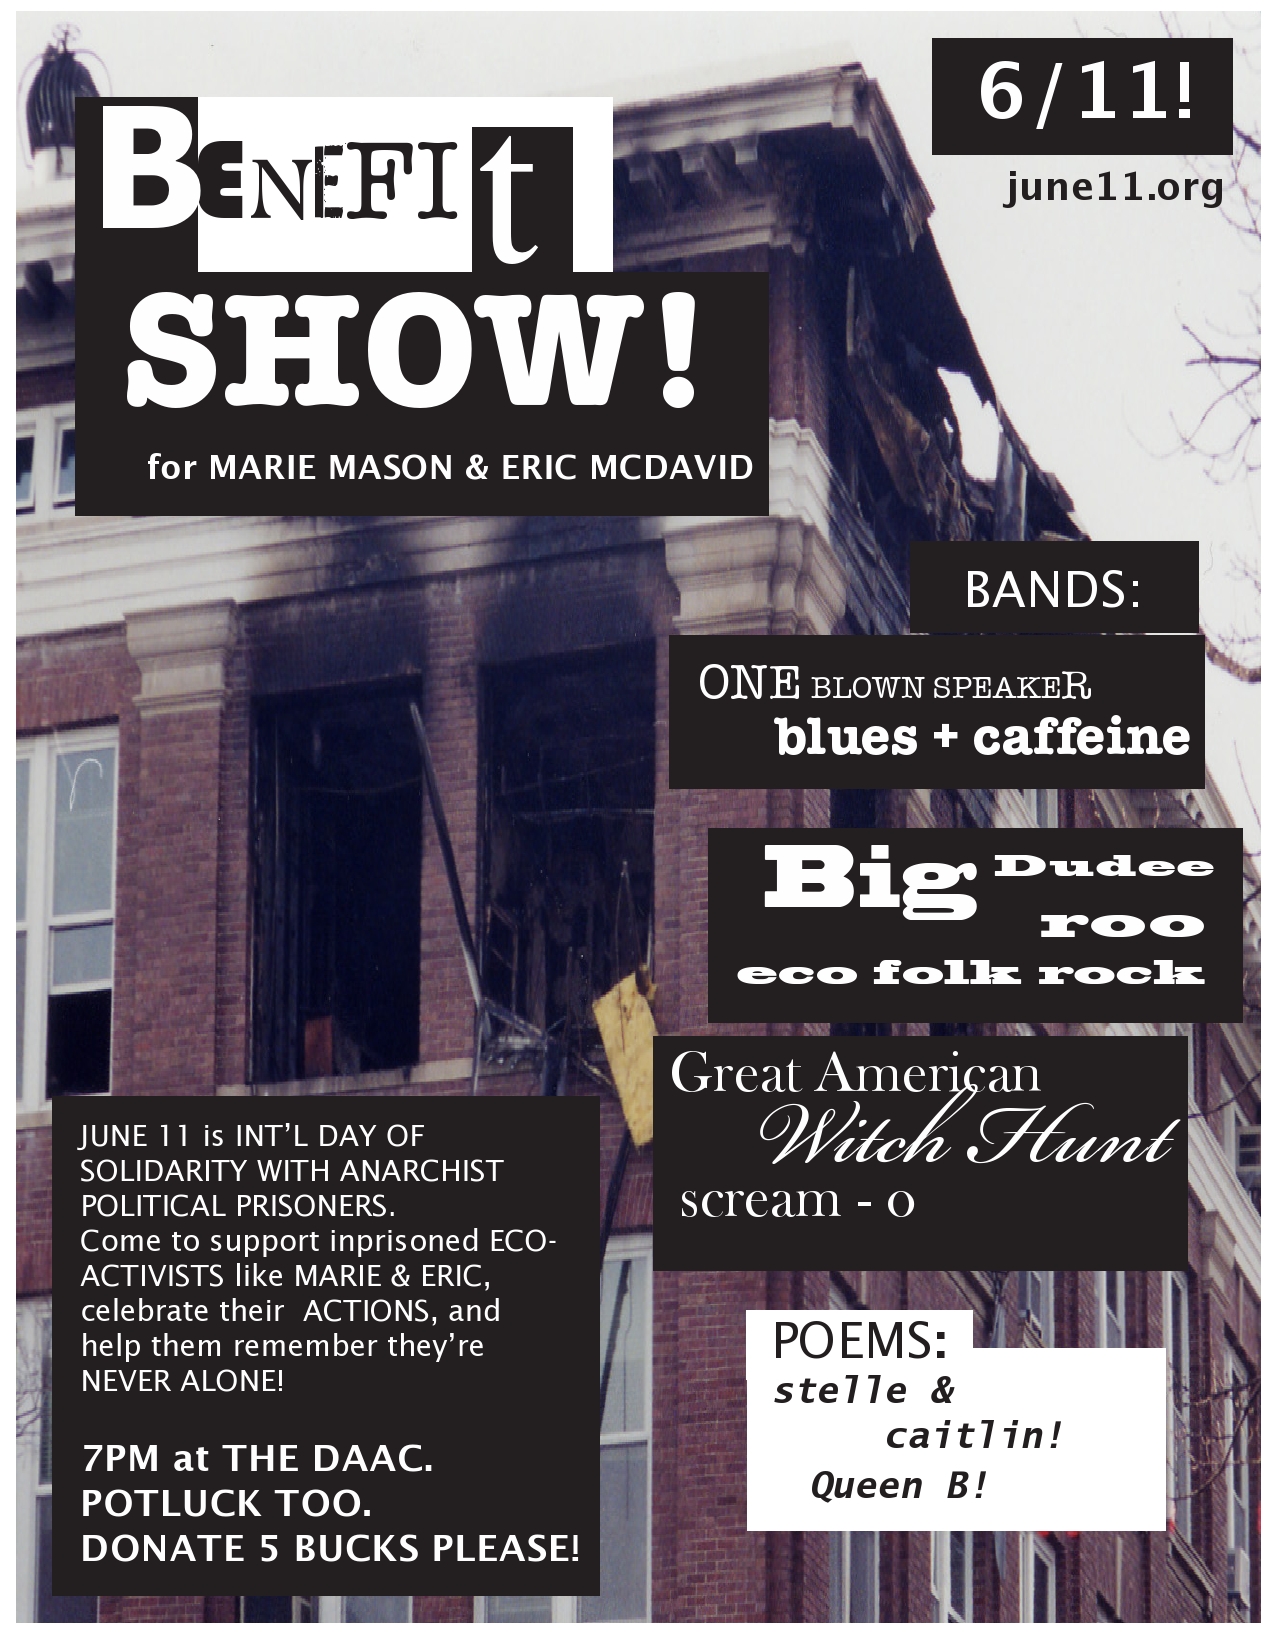 BENEFIt
SHOW!
for MARIE MASON & ERIC MCDAVID
6/11!
june11.org
BANDS:
ONE BLOWN SPEAKER
blues + caffeine
Big Dudee
roo
eco folk rock
Great American
Witch Hunt
scream - o
JUNE 11 is INT'L DAY OF
SOLIDARITY WITH ANARCHIST
POLITICAL PRISONERS.
Come to support inprisoned ECO-
ACTIVISTS like MARIE & ERIC,
celebrate their  ACTIONS, and
help them remember they're
NEVER ALONE!
7PM at THE DAAC.
POTLUCK TOO.
DONATE 5 BUCKS PLEASE!
POEMS:
stelle &
caitlin!
Queen B!